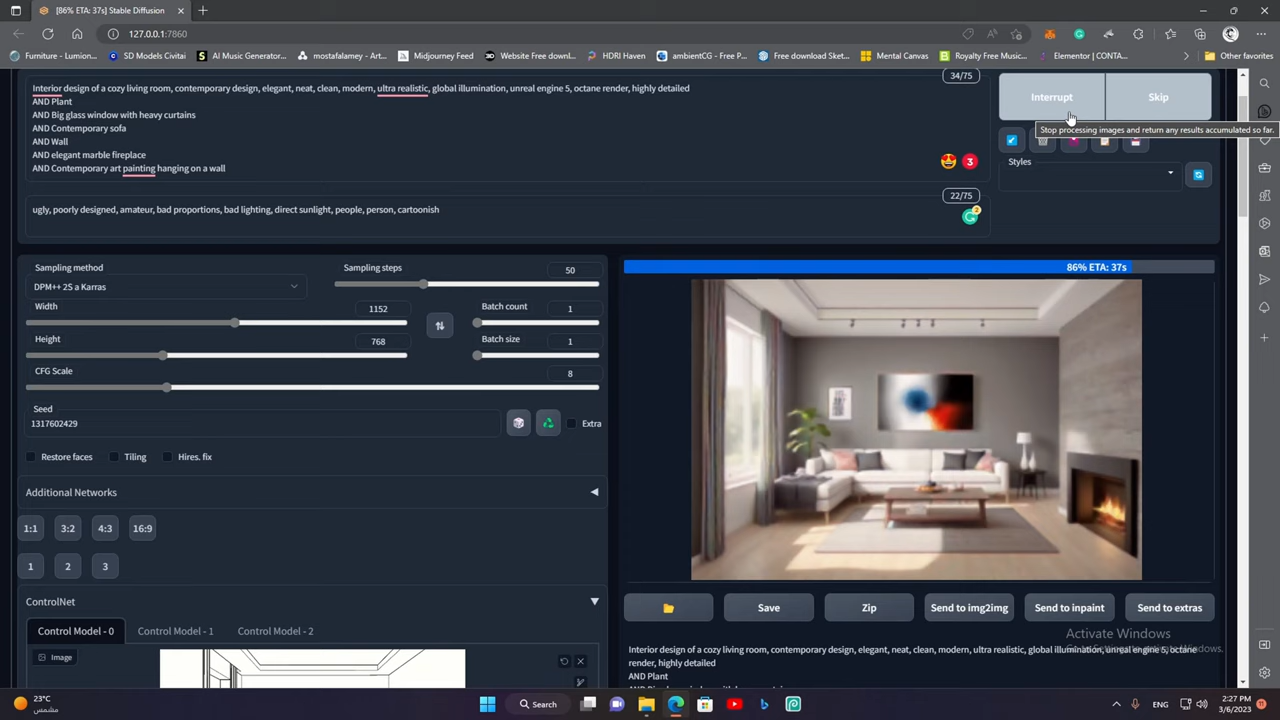 [86% ETA: 37s] Stable Diffusion
127.0.0.1:7860
Furniture - Lumion...
SD Models Civitai
AI Music Generator...
mostafalamey - Ar...
Midjourney Feed
Website Free downl...
HDRI Haven
ambientCG - Free P...
Free download Sket...
Mental Canvas
Royalty Free Music...
Elementor | CONTA...
Other favorites
34/75
Interior design of a cozy living room, contemporary design, elegant, neat, clean, modern, ultra realistic, global illumination, unreal engine 5, octane render, highly detailed
AND Plant
AND Big glass window with heavy curtains
AND Contemporary sofa
AND Wall
AND elegant marble fireplace
AND Contemporary art painting hanging on a wall
3
Interrupt
Skip
Stop processing images and return any results accumulated so far.
Styles
22/75
ugly, poorly designed, amateur, bad proportions, bad lighting, direct sunlight, people, person, cartoonish
2
Sampling method
DPM++ 2S a Karras
Sampling steps
50
Width
1152
Height
768
Batch count
1
Batch size
1
CFG Scale
8
Seed
1317602429
Extra
Restore faces
Tiling
Hires. fix
Additional Networks
1:1
3:2
4:3
16:9
1
2
3
ControlNet
Control Model - 0
Control Model - 1
Control Model - 2
Image
86% ETA: 37s
Save
Zip
Send to img2img
Send to inpaint
Send to extras
Activate Windows
Interior design of a cozy living room, contemporary design, elegant, neat, clean, modern, ultra realistic, global illumination, unreal engine 5, octane
render, highly detailed
AND Plant
23°C
مشمس
Search
ENG
2:27 PM
3/6/2023